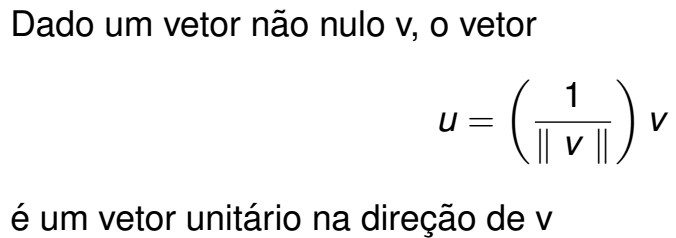 Dado um vetor não nulo v, o vetor
u = ( 1 / ‖ v ‖ ) v
é um vetor unitário na direção de v